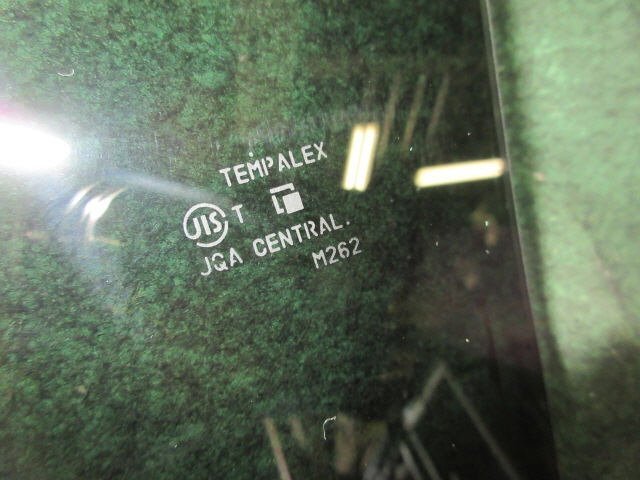 TEMPALEX
JIS T
JQA CENTRAL.
M262